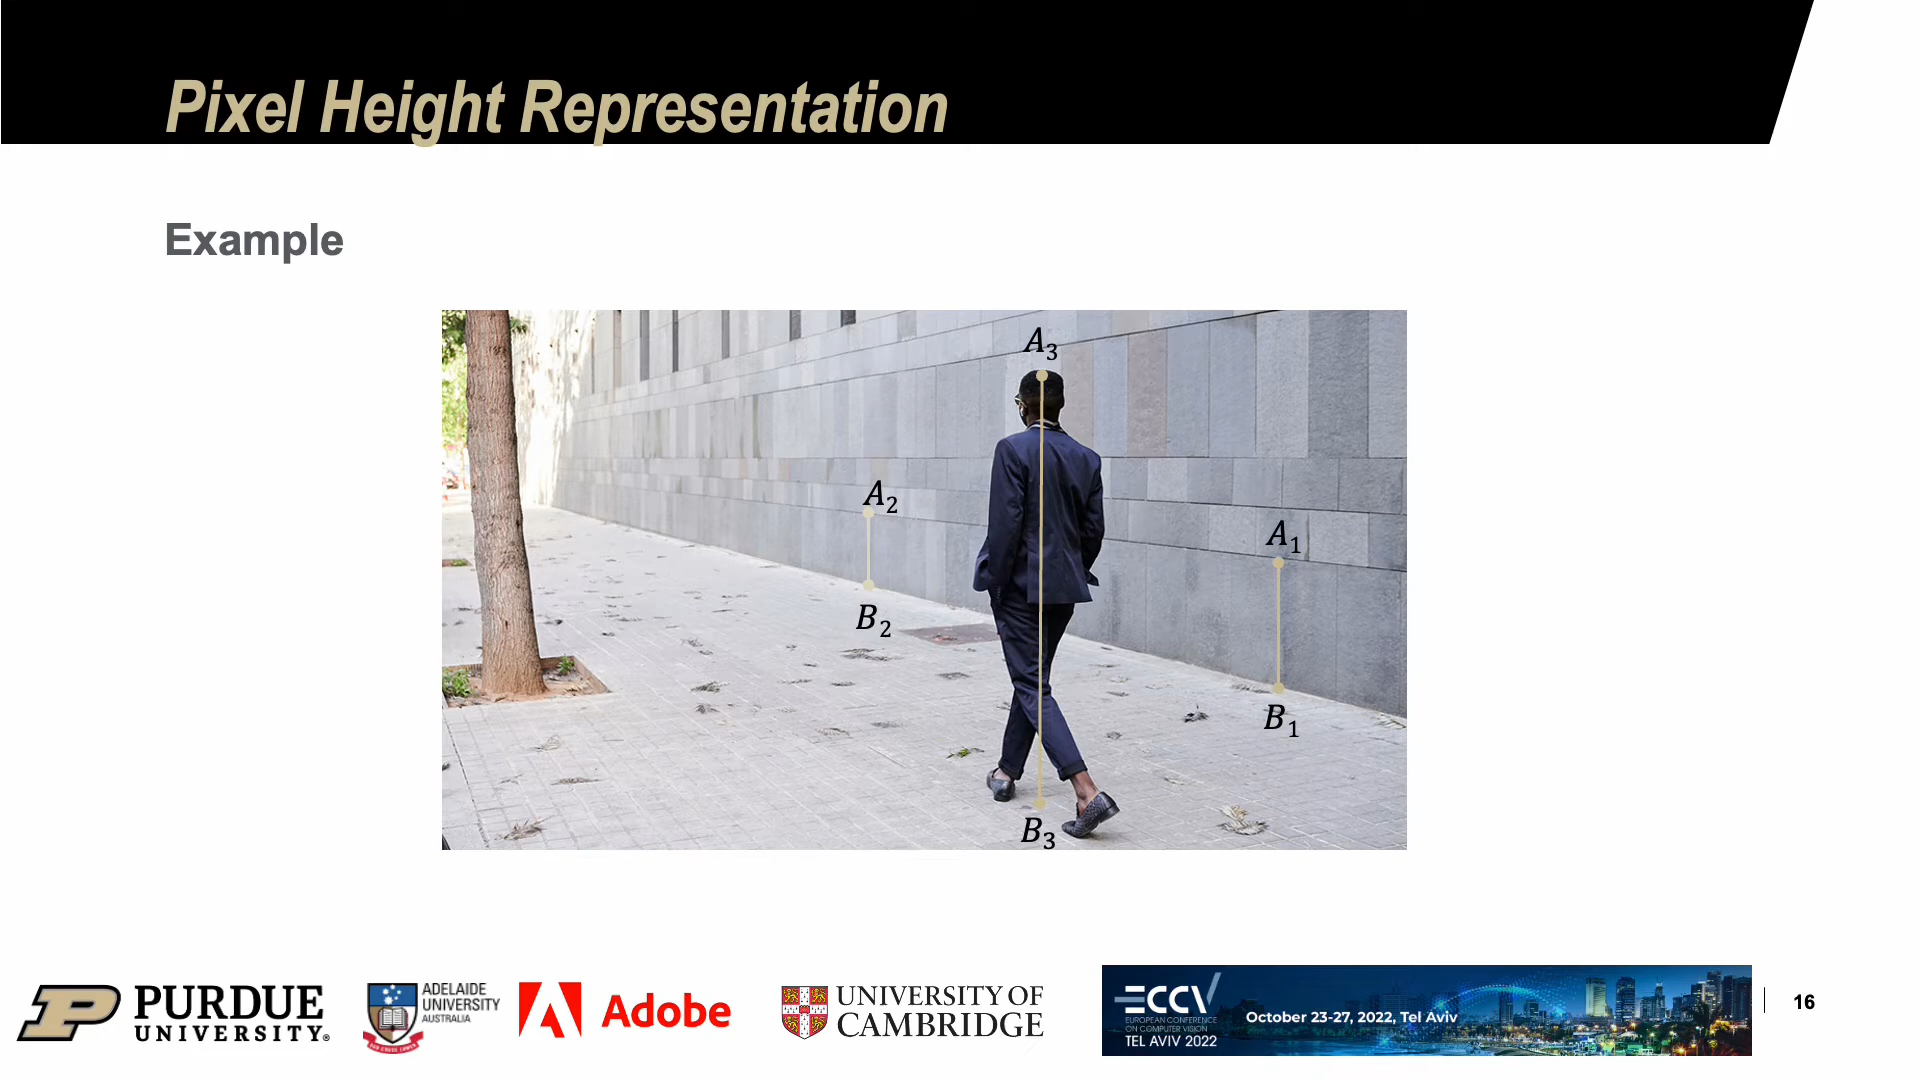 Pixel Height Representation
Example
A₃
A₂
A₁
B₂
B₁
B₃
PURDUE
UNIVERSITY®
ADELAIDE
UNIVERSITY
AUSTRALIA
Adobe
UNIVERSITY OF
CAMBRIDGE
ECCV
EUROPEAN CONFERENCE
ON COMPUTER VISION
TEL AVIV 2022
October 23-27, 2022, Tel Aviv
16